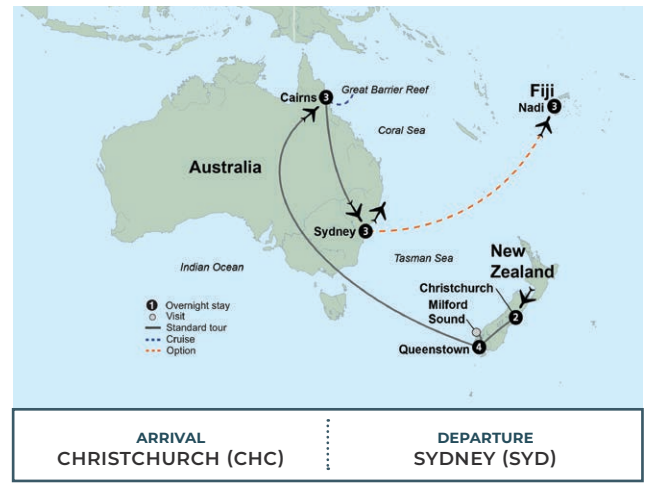 Fiji
Nadi 3
Cairns 3
Great Barrier Reef
Coral Sea
Australia
Sydney 3
Tasman Sea
Indian Ocean
New
Zealand
Christchurch
2
Milford
Sound
Queenstown 4
1 Overnight stay
Visit
Standard tour
Cruise
Option
ARRIVAL
CHRISTCHURCH (CHC)
DEPARTURE
SYDNEY (SYD)